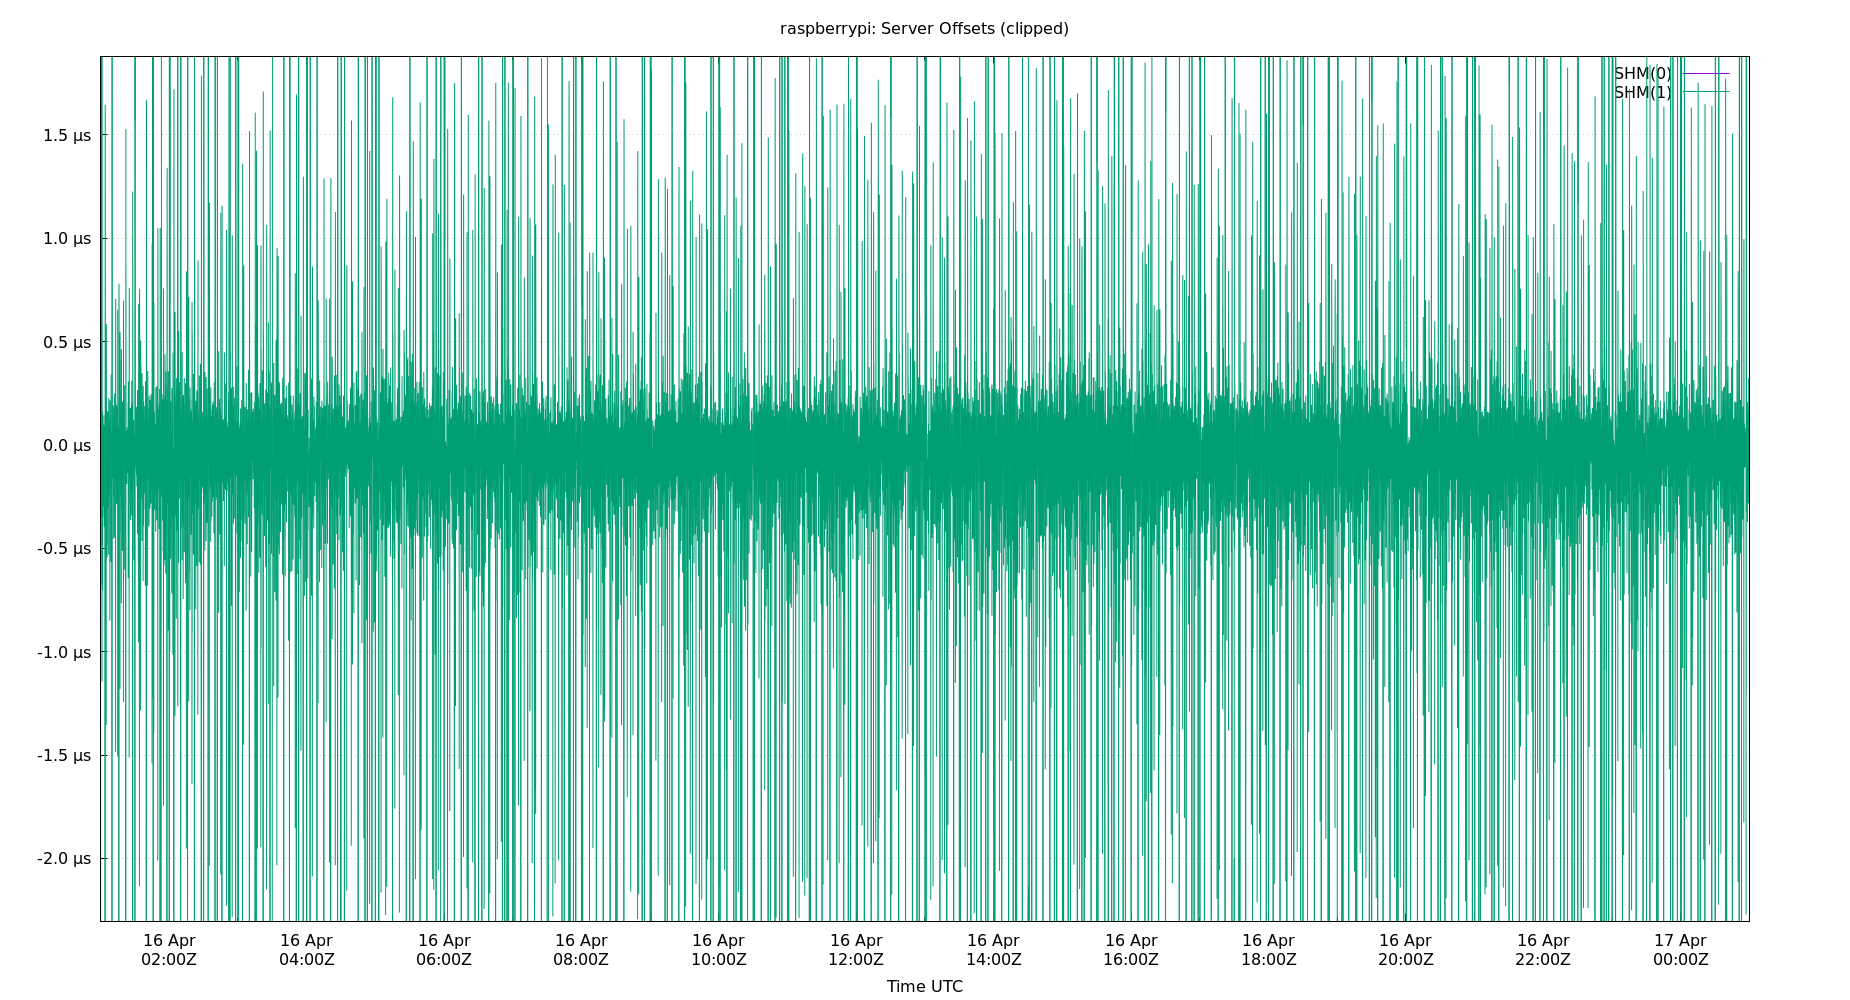 raspberrypi: Server Offsets (clipped)
SHM(0)
SHM(1)
1.5 µs
1.0 µs
0.5 µs
0.0 µs
-0.5 µs
-1.0 µs
-1.5 µs
-2.0 µs
16 Apr 16 Apr 16 Apr 16 Apr 16 Apr 16 Apr 16 Apr 16 Apr 16 Apr 16 Apr 16 Apr 17 Apr
02:00Z 04:00Z 06:00Z 08:00Z 10:00Z 12:00Z 14:00Z 16:00Z 18:00Z 20:00Z 22:00Z 00:00Z
Time UTC